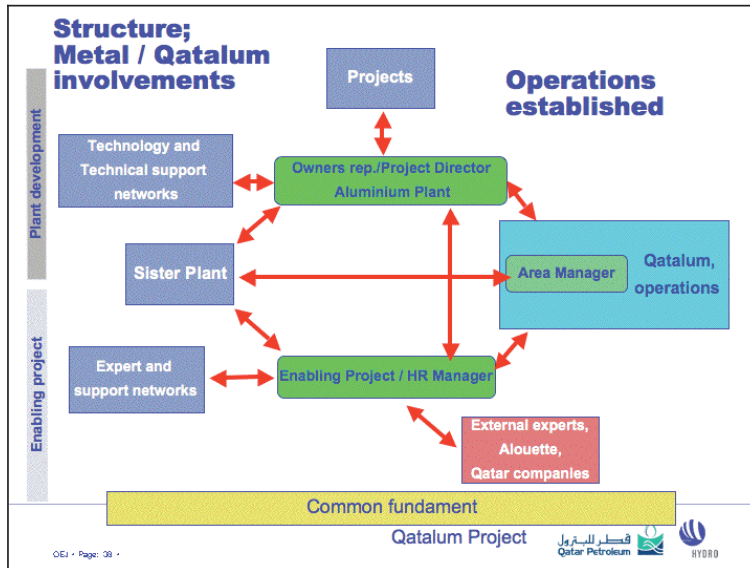 Structure;
Metal / Qatalum
involvements
Operations
established
Projects
Plant development
Technology and
Technical support
networks
Owners rep./Project Director
Aluminium Plant
Sister Plant
Area Manager
Qatalum,
operations
Enabling project
Expert and
support networks
Enabling Project / HR Manager
External experts,
Alouette,
Qatar companies
Common fundament
Qatalum Project
قطر للبترول
Qatar Petroleum
HYDRO
OEJ • Page: 38 •